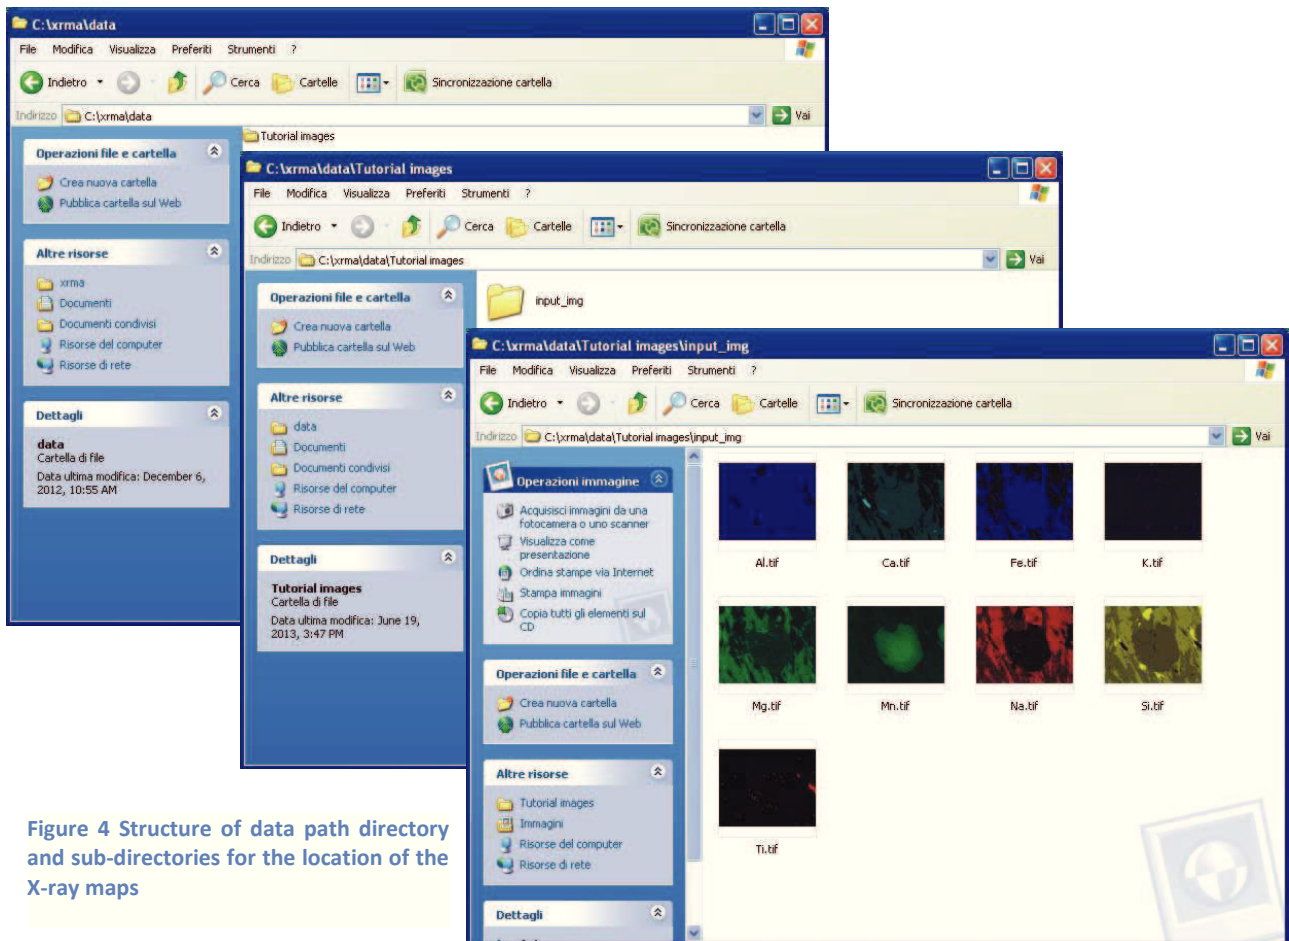 C:\xrma\data
File Modifica Visualizza Preferiti Strumenti ?
Indietro Cerca Cartelle Sincronizzazione cartella
Indirizzo C:\xrma\data Vai
Tutorial images
Operazioni file e cartella
Crea nuova cartella
Pubblica cartella sul Web
Altre risorse
xrma
Documenti
Documenti condivisi
Risorse del computer
Risorse di rete
Dettagli
data
Cartella di file
Data ultima modifica: December 6,
2012, 10:55 AM
C:\xrma\data\Tutorial images
File Modifica Visualizza Preferiti Strumenti ?
Indietro Cerca Cartelle Sincronizzazione cartella
Indirizzo C:\xrma\data\Tutorial images Vai
input_img
Operazioni file e cartella
Crea nuova cartella
Pubblica cartella sul Web
Altre risorse
data
Documenti
Documenti condivisi
Risorse del computer
Risorse di rete
Dettagli
Tutorial images
Cartella di file
Data ultima modifica: June 19,
2013, 3:47 PM
C:\xrma\data\Tutorial images\input_img
File Modifica Visualizza Preferiti Strumenti ?
Indietro Cerca Cartelle Sincronizzazione cartella
Indirizzo C:\xrma\data\Tutorial images\input_img Vai
Operazioni immagine
Acquisisci immagini da una
fotocamera o uno scanner
Visualizza come
presentazione
Ordina stampe via Internet
Stampa immagini
Copia tutti gli elementi sul
CD
Operazioni file e cartella
Crea nuova cartella
Pubblica cartella sul Web
Altre risorse
Tutorial images
Immagini
Risorse del computer
Risorse di rete
Dettagli
Al.tif Ca.tif Fe.tif K.tif
Mg.tif Mn.tif Na.tif Si.tif
Ti.tif
Figure 4 Structure of data path directory
and sub-directories for the location of the
X-ray maps